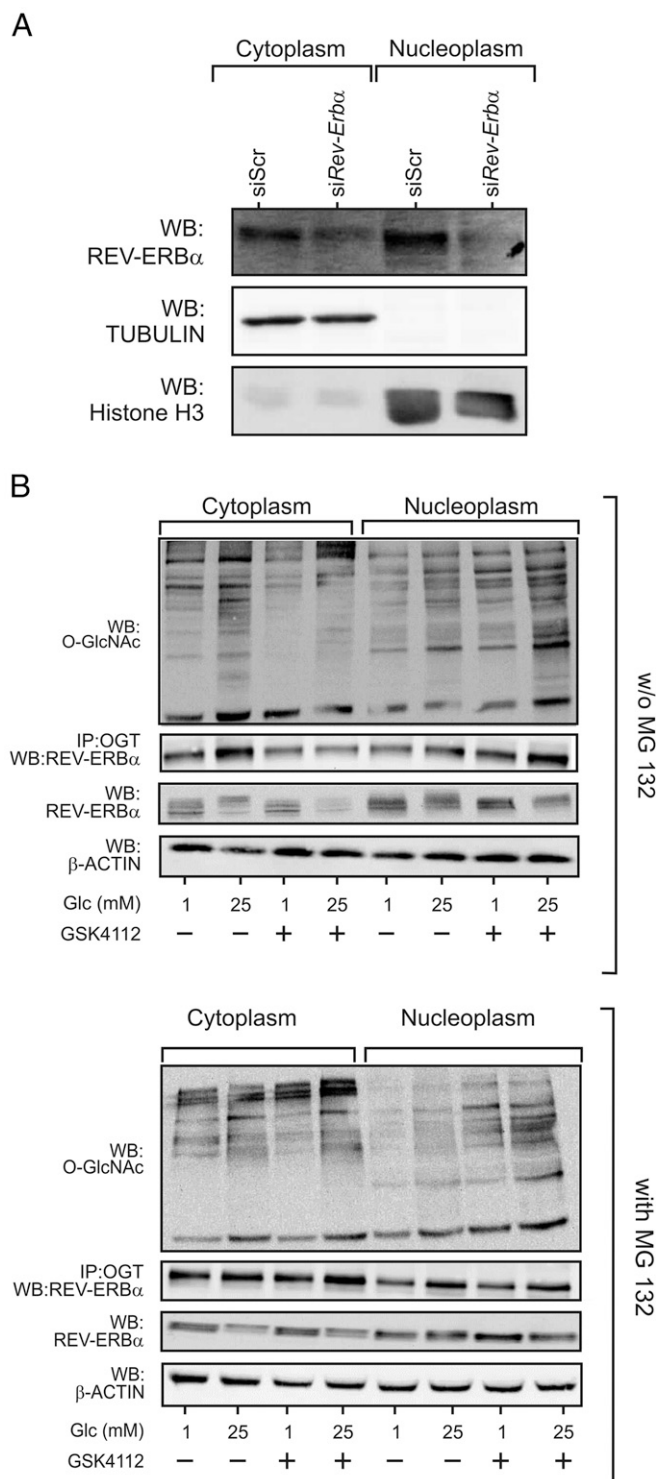 A
Cytoplasm Nucleoplasm
siScr siRev-Erbα siScr siRev-Erbα
WB:
REV-ERBα
WB:
TUBULIN
WB:
Histone H3
B
Cytoplasm Nucleoplasm
WB:
O-GlcNAc
IP:OGT
WB:REV-ERBα
WB:
REV-ERBα
WB:
β-ACTIN
Glc (mM) 1 25 1 25 1 25 1 25
GSK4112 − − + + − − + +
w/o MG 132
Cytoplasm Nucleoplasm
WB:
O-GlcNAc
IP:OGT
WB:REV-ERBα
WB:
REV-ERBα
WB:
β-ACTIN
Glc (mM) 1 25 1 25 1 25 1 25
GSK4112 − − + + − − + +
with MG 132